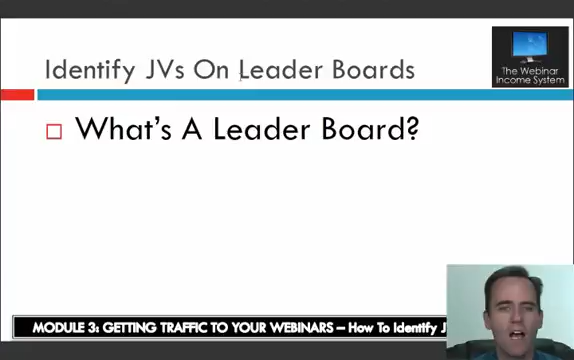 Identify JVs On Leader Boards
The Webinar
Income System
What's A Leader Board?
MODULE 3: GETTING TRAFFIC TO YOUR WEBINARS – How To Identify J